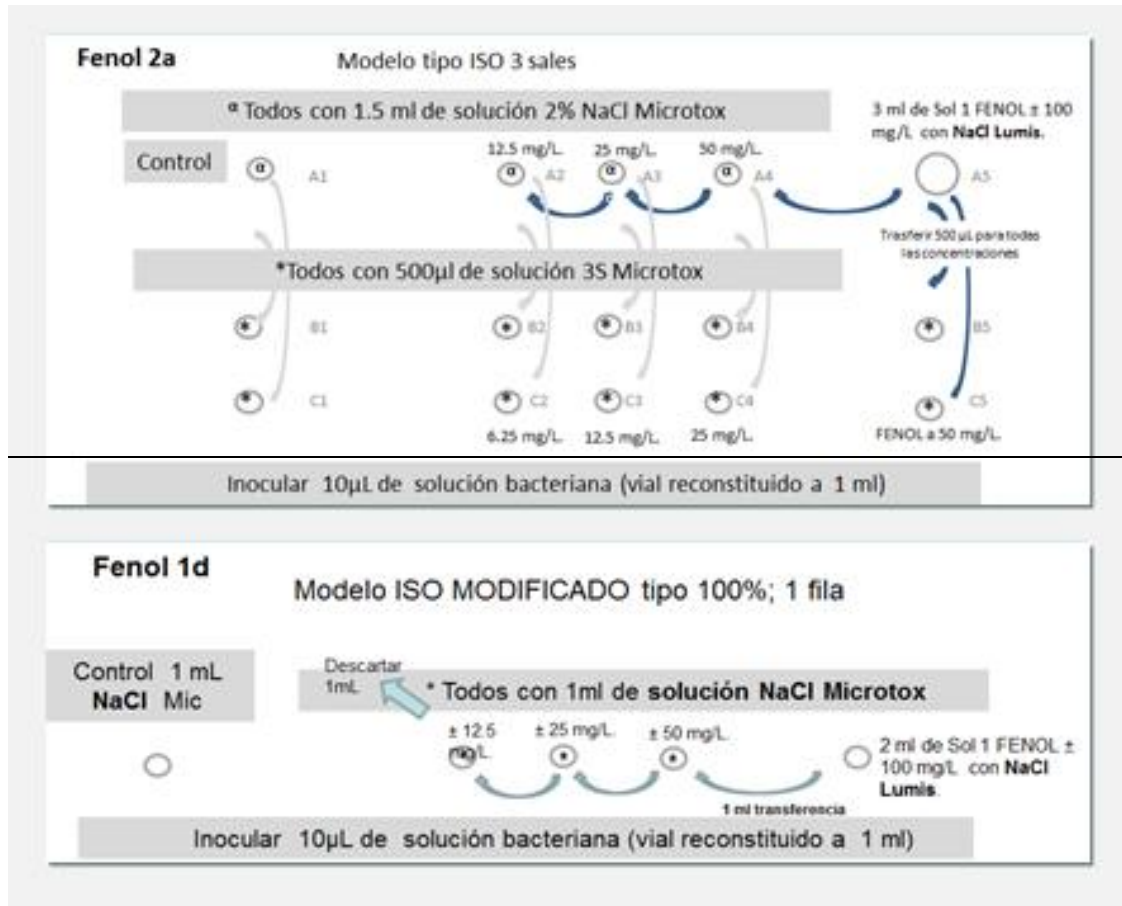 Fenol 2a
Modelo tipo ISO 3 sales
α Todos con 1.5 ml de solución 2% NaCl Microtox
3 ml de Sol 1 FENOL ± 100
mg/L con NaCl Lumis.
Control
12.5 mg/L.
25 mg/L.
50 mg/L.
α A1
α A2
α A3
α A4
A5
Trasferir 500 µL para todas
las concentraciones
*Todos con 500µl de solución 3S Microtox
* B1
* B2
* B3
* B4
* B5
* C1
* C2
* C3
* C4
* C5
6.25 mg/L.
12.5 mg/L.
25 mg/L.
FENOL a 50 mg/L.
Inocular 10µL de solución bacteriana (vial reconstituido a 1 ml)
Fenol 1d
Modelo ISO MODIFICADO tipo 100%; 1 fila
Control 1 mL
NaCl Mic
Descartar
1mL
* Todos con 1ml de solución NaCl Microtox
± 12.5
mg/L.
± 25 mg/L.
± 50 mg/L.
* * *
2 ml de Sol 1 FENOL ±
100 mg/L con NaCl
Lumis
1 ml transferencia
Inocular 10µL de solución bacteriana (vial reconstituido a 1 ml)